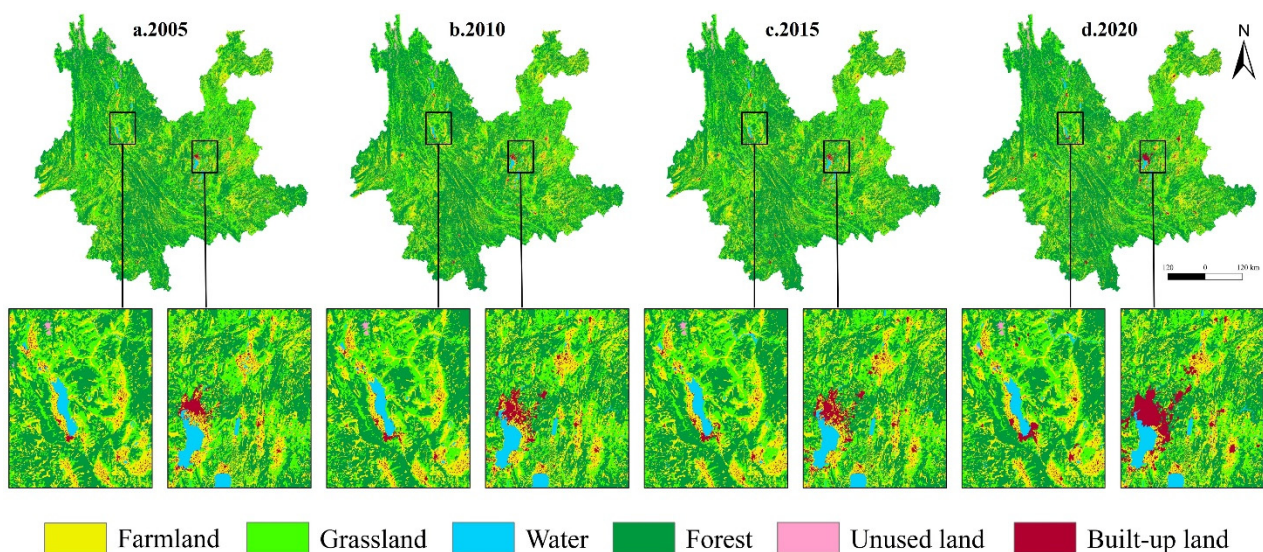 a.2005
b.2010
c.2015
d.2020
N
120 0 120 km
Farmland
Grassland
Water
Forest
Unused land
Built-up land